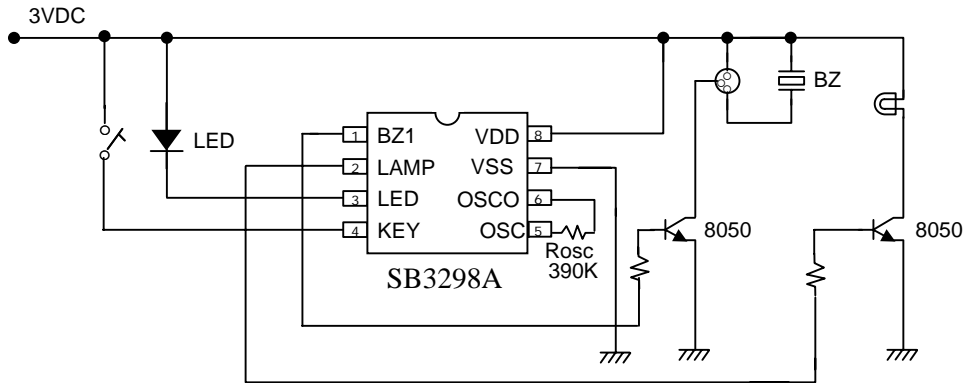 3VDC
LED
BZ
1 BZ1 VDD 8
2 LAMP VSS 7
3 LED OSCO 6
4 KEY OSC 5
Rosc
390K
SB3298A
8050
8050